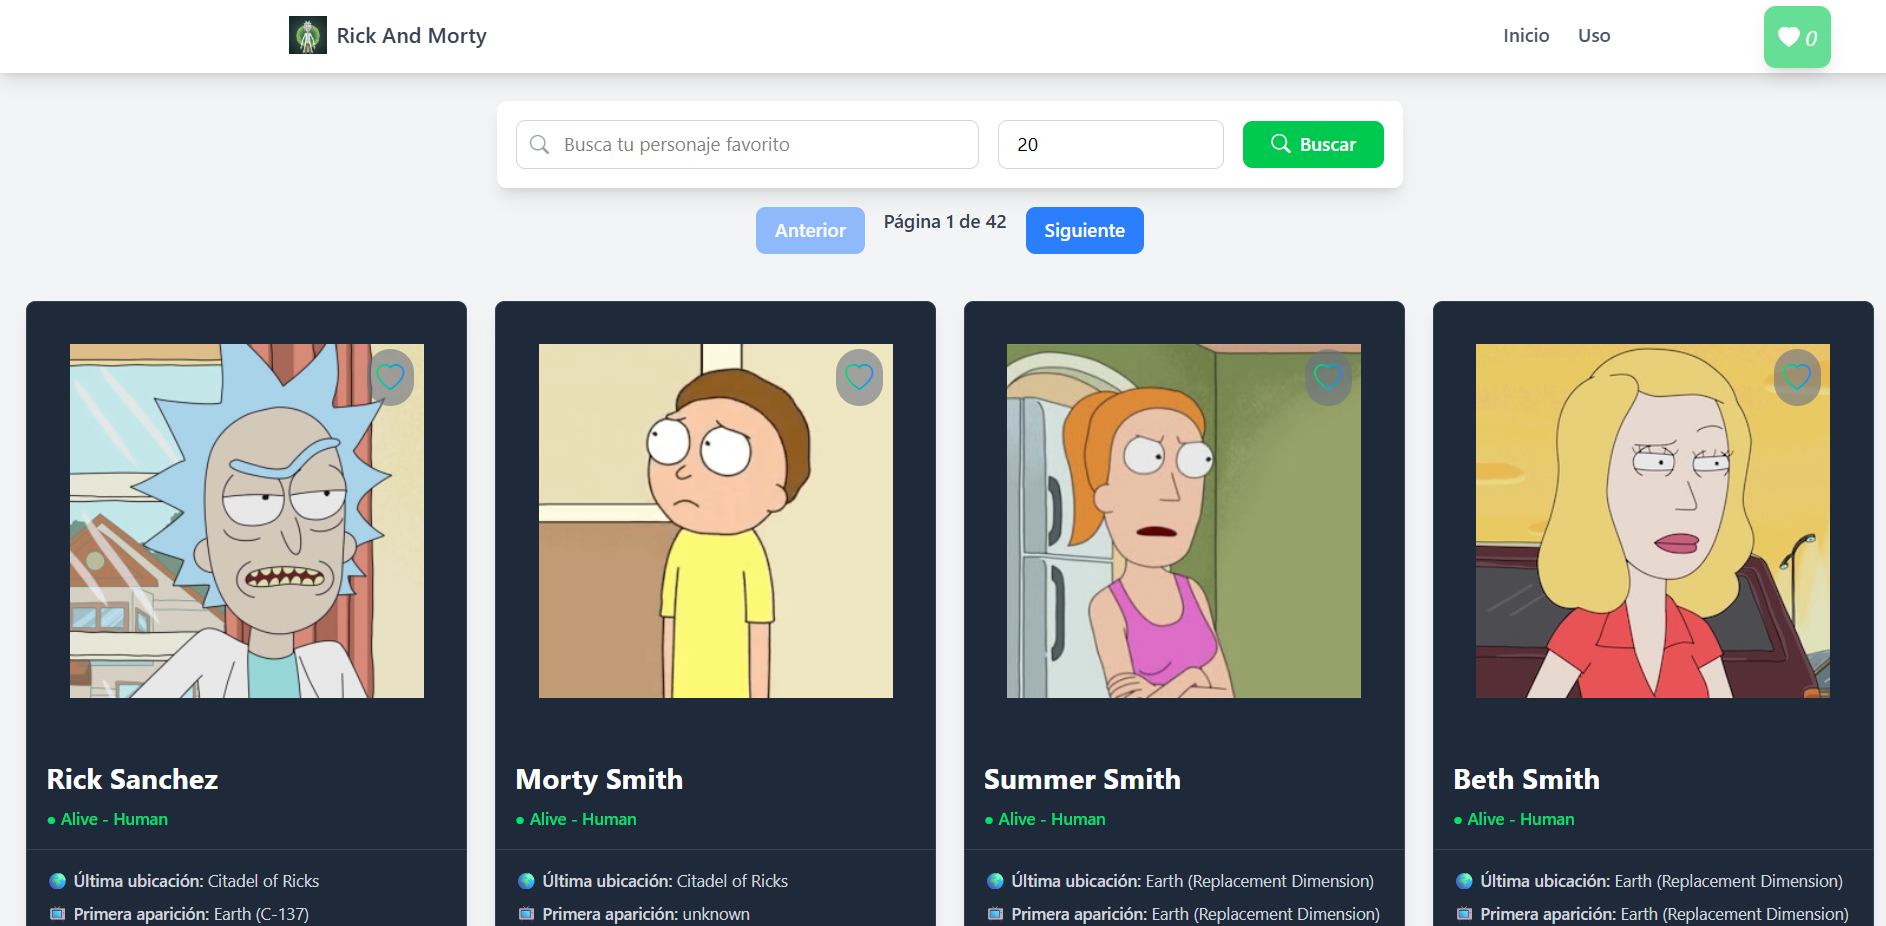 Rick And Morty
Inicio Uso
0
Busca tu personaje favorito
20
Buscar
Anterior
Página 1 de 42
Siguiente
Rick Sanchez
● Alive - Human
Última ubicación: Citadel of Ricks
Primera aparición: Earth (C-137)
Morty Smith
● Alive - Human
Última ubicación: Citadel of Ricks
Primera aparición: unknown
Summer Smith
● Alive - Human
Última ubicación: Earth (Replacement Dimension)
Primera aparición: Earth (Replacement Dimension)
Beth Smith
● Alive - Human
Última ubicación: Earth (Replacement Dimension)
Primera aparición: Earth (Replacement Dimension)